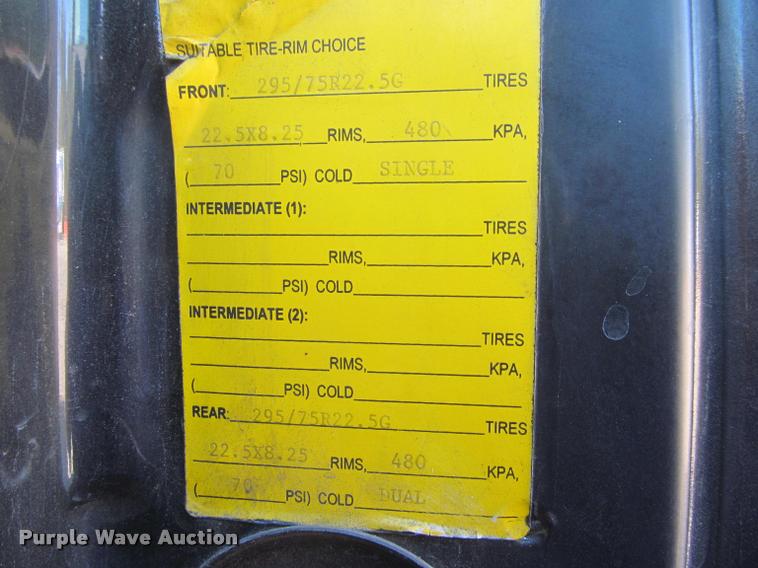 SUITABLE TIRE-RIM CHOICE
FRONT: 295/75R22.5G TIRES
22.5X8.25 RIMS, 480 KPA,
( 70 PSI) COLD SINGLE
INTERMEDIATE (1):
TIRES
RIMS, KPA,
( PSI) COLD
INTERMEDIATE (2):
TIRES
RIMS, KPA,
( PSI) COLD
REAR: 295/75R22.5G TIRES
22.5X8.25 RIMS, 480 KPA,
( 70 PSI) COLD DUAL
Purple Wave Auction